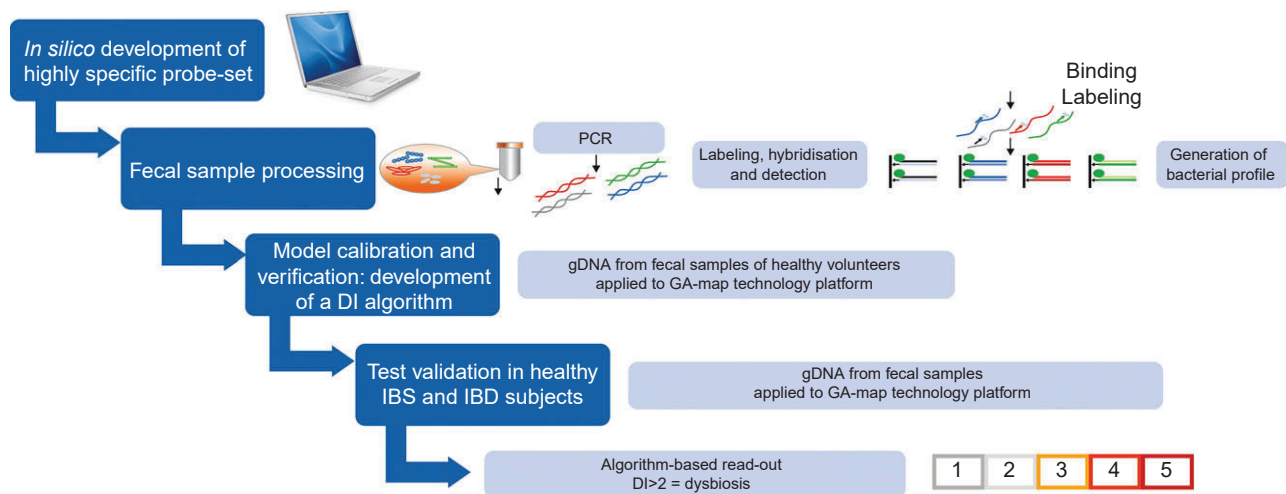 In silico development of
highly specific probe-set
Binding
Labeling
Fecal sample processing
PCR
Labeling, hybridisation
and detection
Generation of
bacterial profile
Model calibration and
verification: development
of a DI algorithm
gDNA from fecal samples of healthy volunteers
applied to GA-map technology platform
Test validation in healthy
IBS and IBD subjects
gDNA from fecal samples
applied to GA-map technology platform
Algorithm-based read-out
DI>2 = dysbiosis
1 2 3 4 5